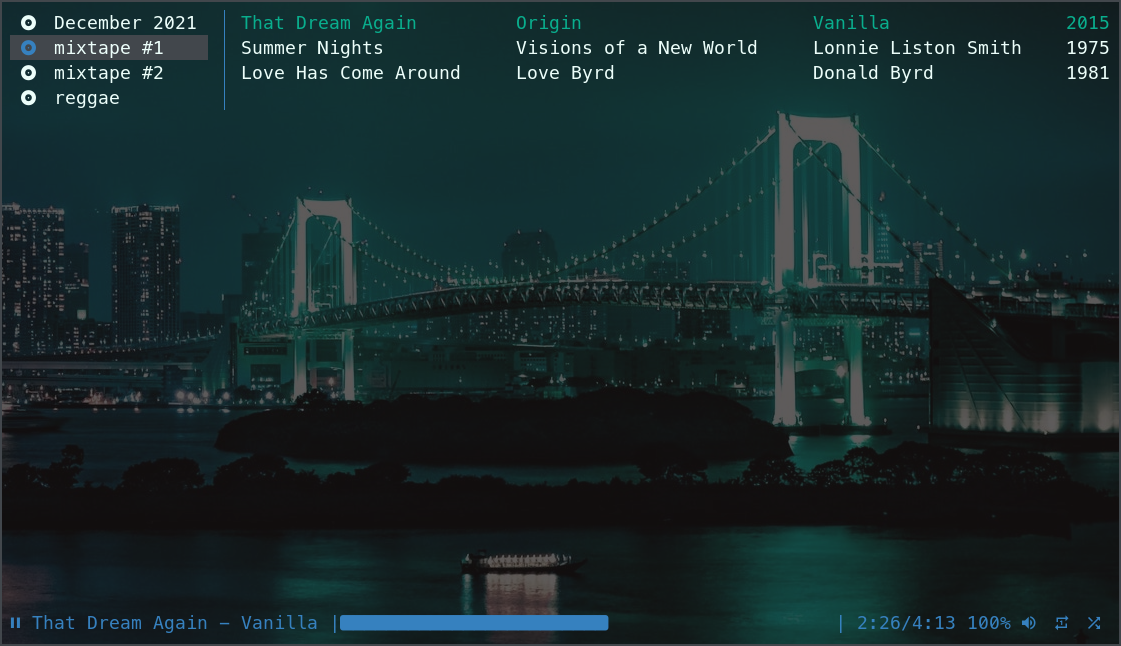 December 2021
mixtape #1
mixtape #2
reggae
That Dream Again Origin Vanilla 2015
Summer Nights Visions of a New World Lonnie Liston Smith 1975
Love Has Come Around Love Byrd Donald Byrd 1981
That Dream Again – Vanilla | | 2:26/4:13 100%